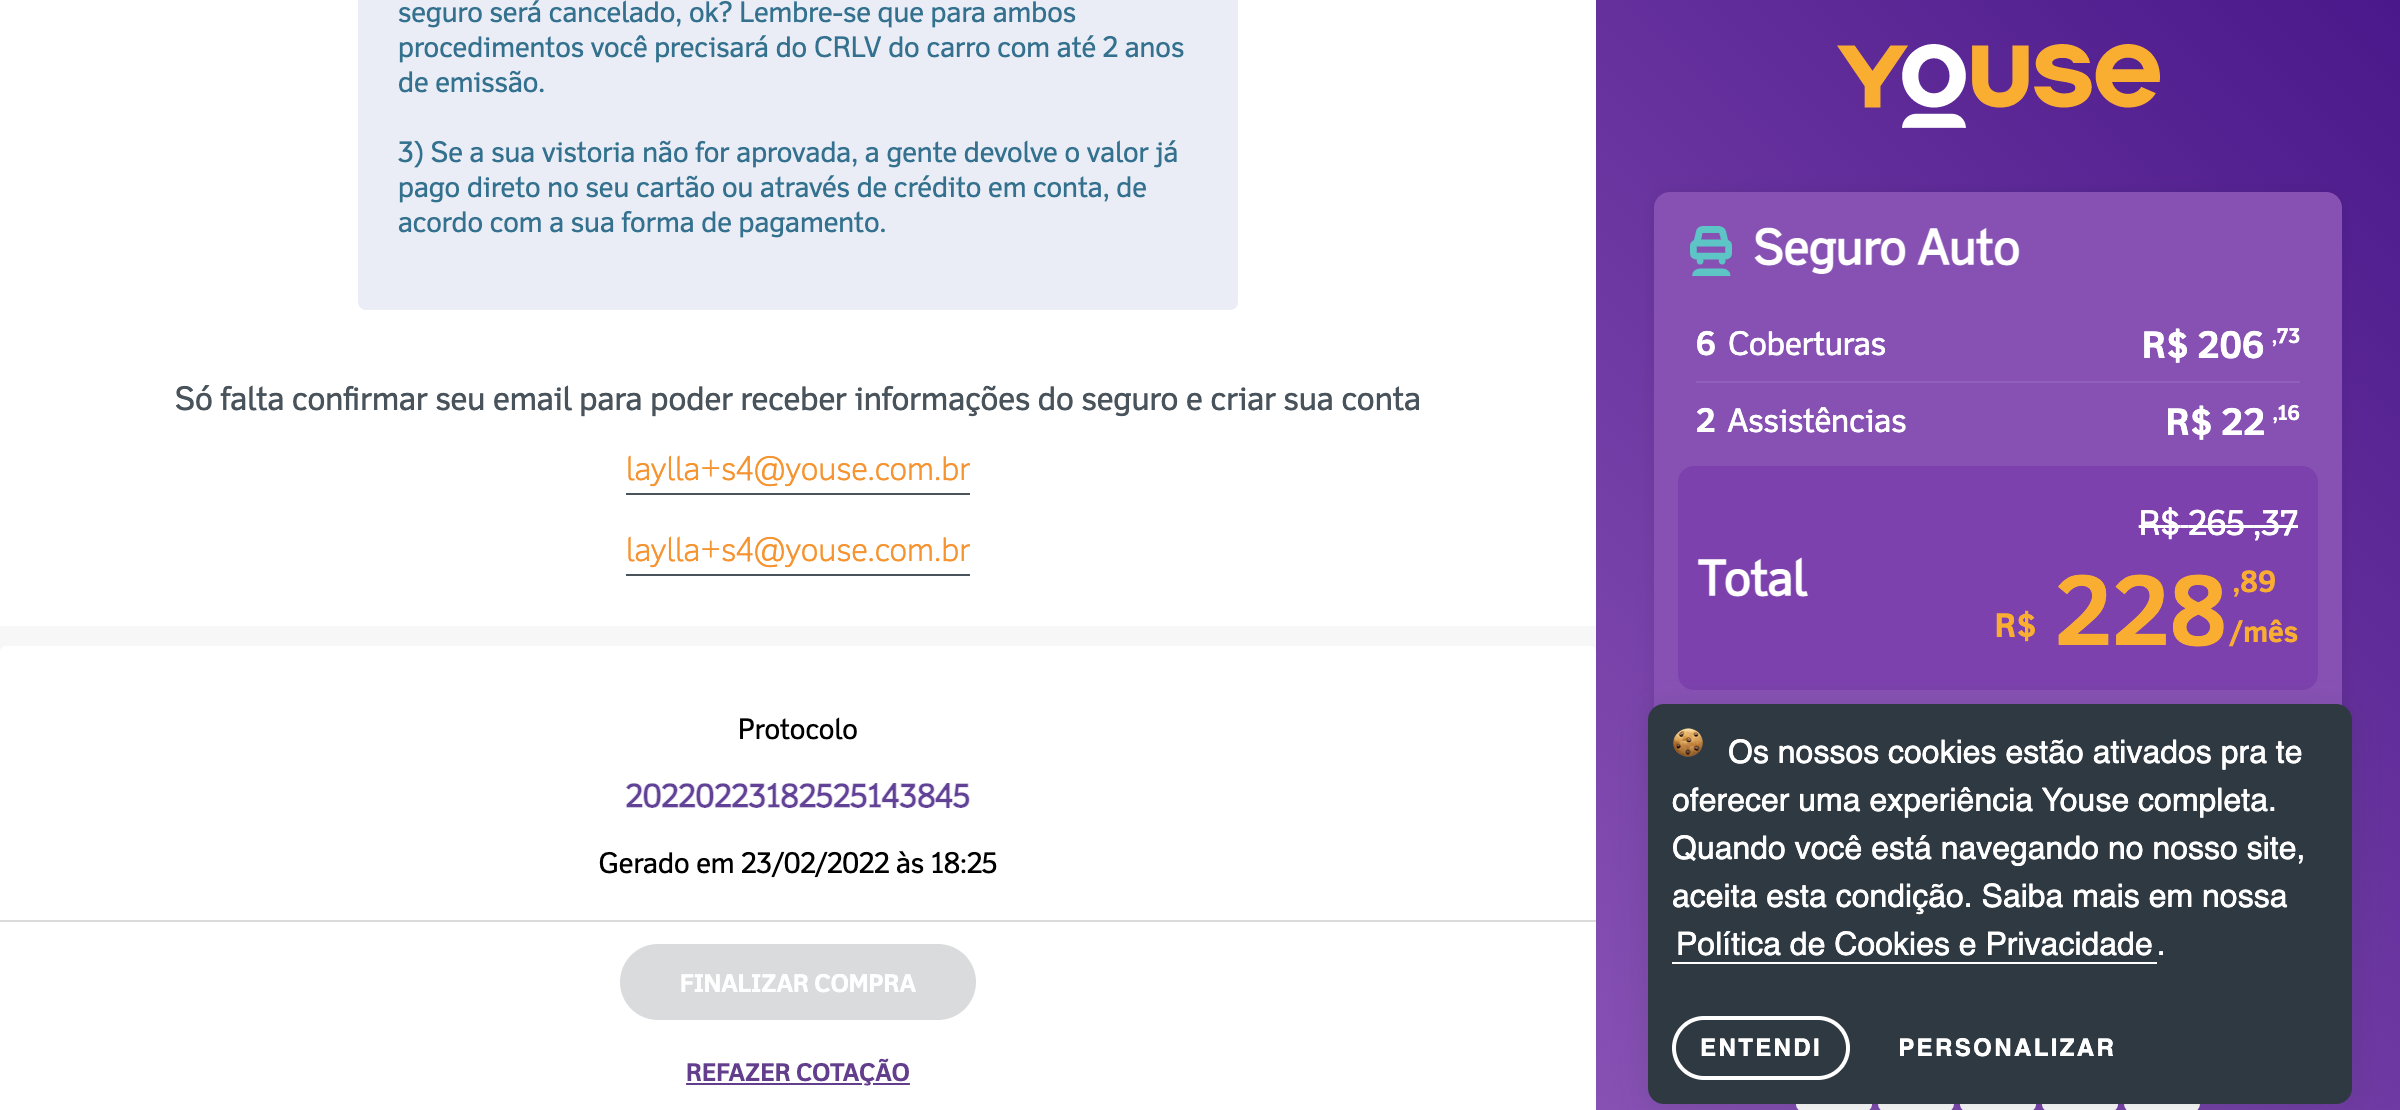 seguro será cancelado, ok? Lembre-se que para ambos
procedimentos você precisará do CRLV do carro com até 2 anos
de emissão.
3) Se a sua vistoria não for aprovada, a gente devolve o valor já
pago direto no seu cartão ou através de crédito em conta, de
acordo com a sua forma de pagamento.
Só falta confirmar seu email para poder receber informações do seguro e criar sua conta
laylla+s4@youse.com.br
laylla+s4@youse.com.br
Protocolo
20220223182525143845
Gerado em 23/02/2022 às 18:25
FINALIZAR COMPRA
REFAZER COTAÇÃO
YOUSE
Seguro Auto
6 Coberturas R$ 206 ,73
2 Assistências R$ 22 ,16
R$ 265 ,37
Total R$ 228 ,89 /mês
Os nossos cookies estão ativados pra te
oferecer uma experiência Youse completa.
Quando você está navegando no nosso site,
aceita esta condição. Saiba mais em nossa
Política de Cookies e Privacidade.
ENTENDI PERSONALIZAR